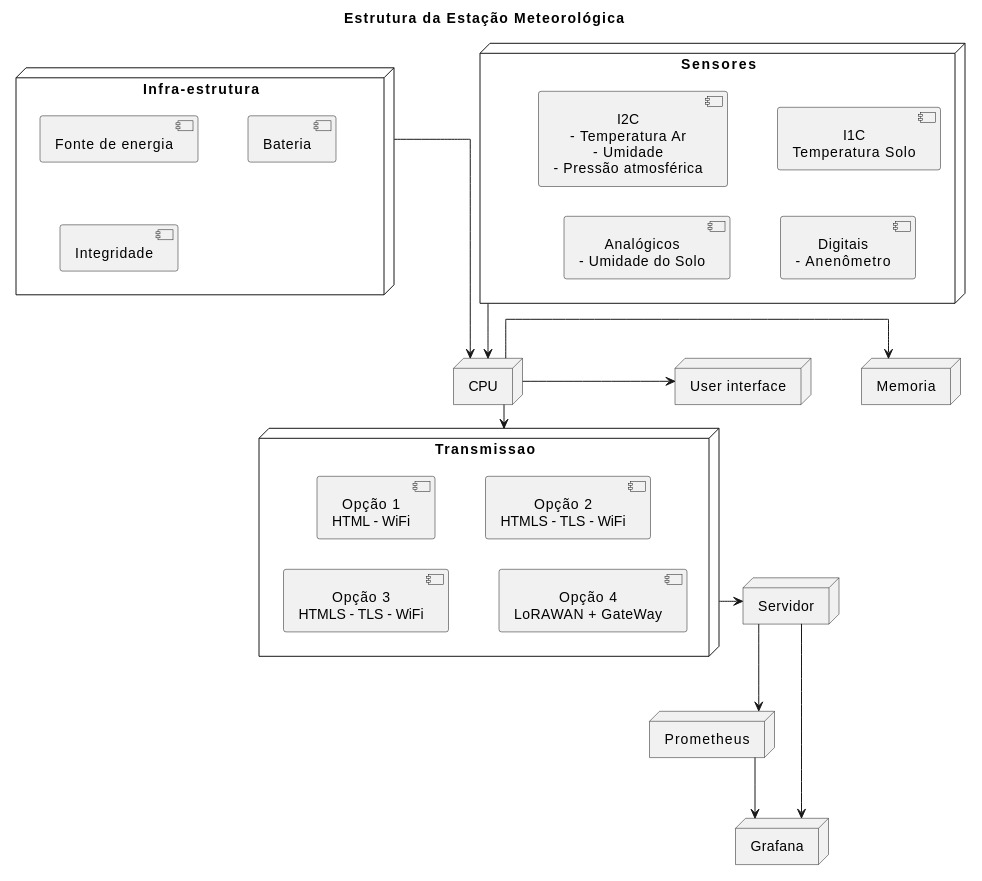 Estrutura da Estação Meteorológica
Infra-estrutura
Fonte de energia
Bateria
Integridade
Sensores
I2C
- Temperatura Ar
- Umidade
- Pressão atmosférica
I1C
Temperatura Solo
Analógicos
- Umidade do Solo
Digitais
- Anenômetro
CPU
User interface
Memoria
Transmissao
Opção 1
HTML - WiFi
Opção 2
HTMLS - TLS - WiFi
Opção 3
HTMLS - TLS - WiFi
Opção 4
LoRAWAN + GateWay
Servidor
Prometheus
Grafana